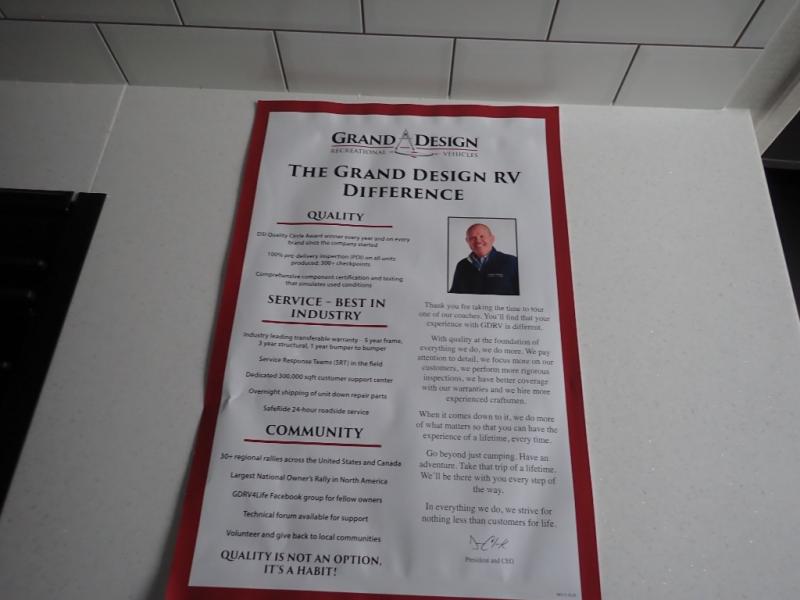 GRAND DESIGN
RECREATIONAL VEHICLES
THE GRAND DESIGN RV
DIFFERENCE
QUALITY
DSI Quality Circle Award winner every year and on every
brand since the company started
100% pre-delivery inspection (PDI) on all units
produced; 300+ checkpoints
Comprehensive component certification and testing
that simulates used conditions
SERVICE – BEST IN
INDUSTRY
Industry leading transferable warranty - 5 year frame,
3 year structural, 1 year bumper to bumper
Service Response Teams (SRT) in the field
Dedicated 300,000 sqft customer support center
Overnight shipping of unit down repair parts
SafeRide 24-hour roadside service
COMMUNITY
30+ regional rallies across the United States and Canada
Largest National Owner's Rally in North America
GDRV4Life Facebook group for fellow owners
Technical forum available for support
Volunteer and give back to local communities
QUALITY IS NOT AN OPTION,
IT'S A HABIT!
Thank you for taking the time to tour
one of our coaches. You'll find that your
experience with GDRV is different.
With quality at the foundation of
everything we do, we do more. We pay
attention to detail, we focus more on our
customers, we perform more rigorous
inspections, we have better coverage
with our warranties and we hire more
experienced craftsmen.
When it comes down to it, we do more
of what matters so that you can have the
experience of a lifetime, every time.
Go beyond just camping. Have an
adventure. Take that trip of a lifetime.
We'll be there with you every step of
the way.
In everything we do, we strive for
nothing less than customers for life.
President and CEO